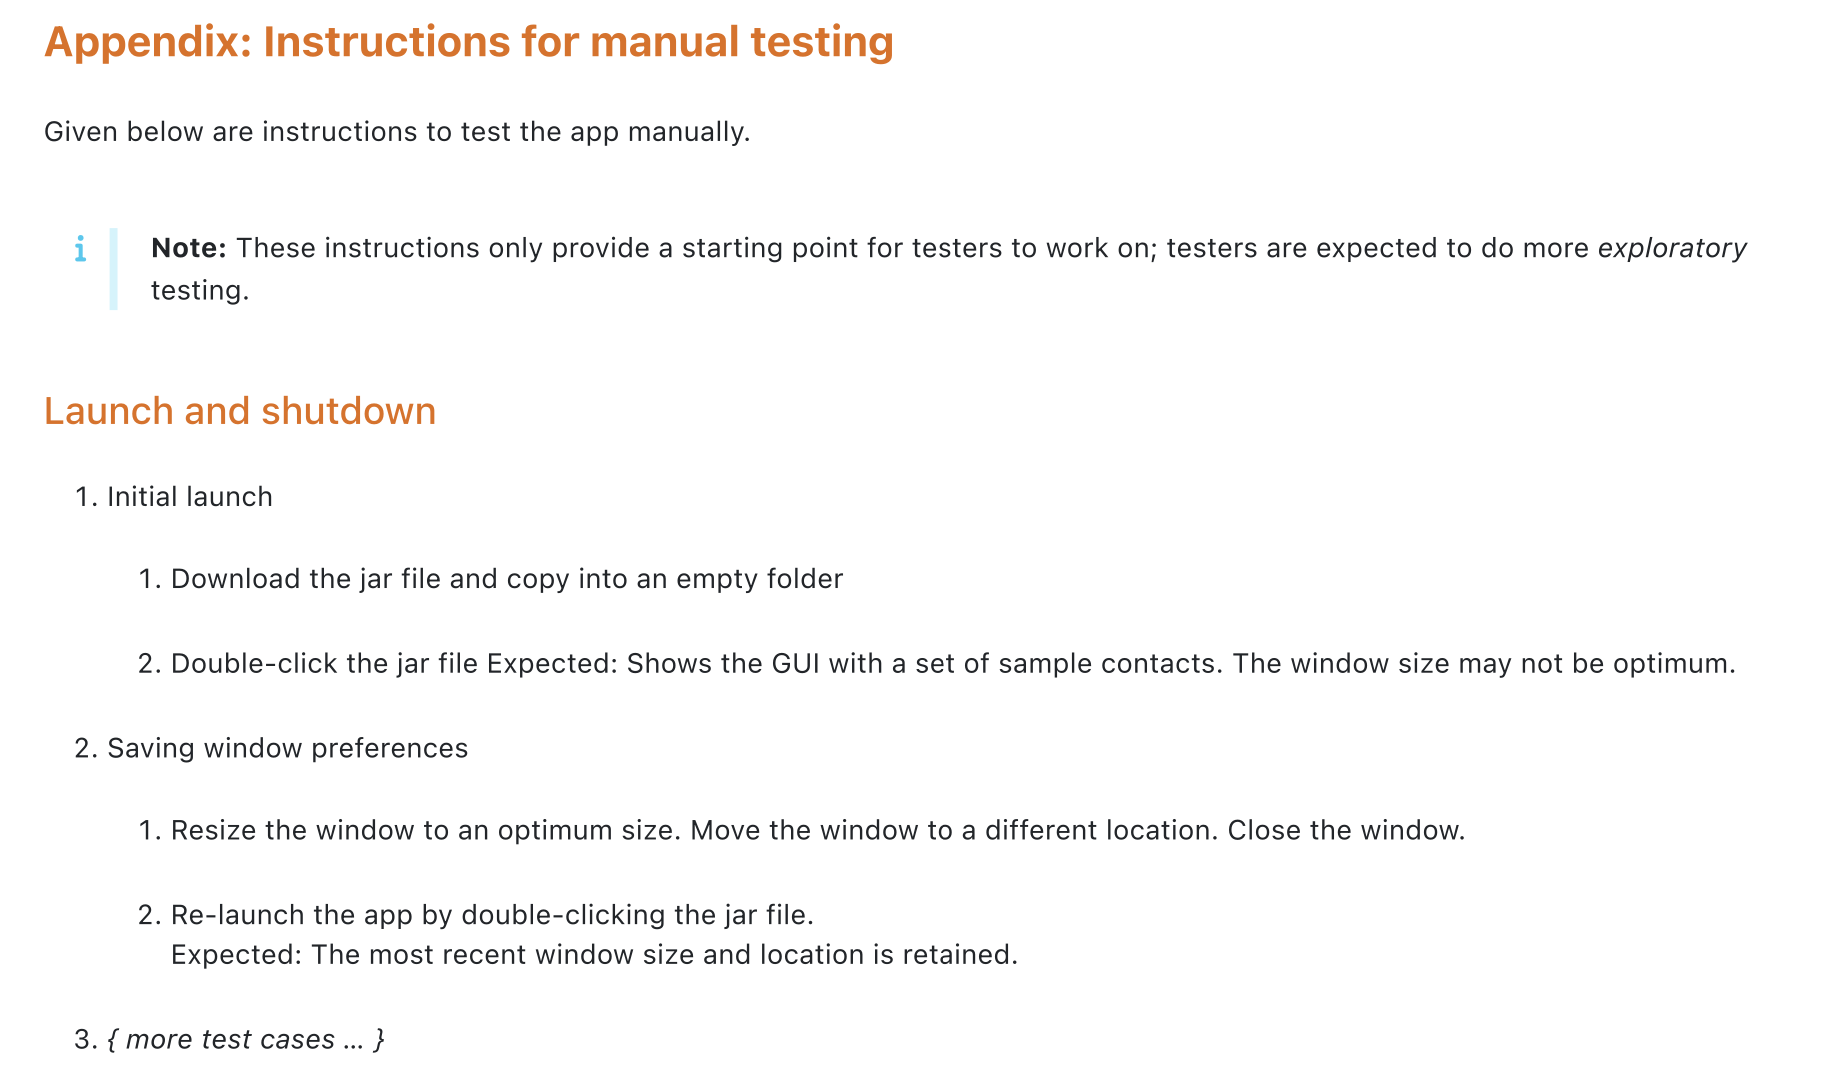 Appendix: Instructions for manual testing
Given below are instructions to test the app manually.
Note: These instructions only provide a starting point for testers to work on; testers are expected to do more exploratory
testing.
Launch and shutdown
1. Initial launch
1. Download the jar file and copy into an empty folder
2. Double-click the jar file Expected: Shows the GUI with a set of sample contacts. The window size may not be optimum.
2. Saving window preferences
1. Resize the window to an optimum size. Move the window to a different location. Close the window.
2. Re-launch the app by double-clicking the jar file.
Expected: The most recent window size and location is retained.
3. { more test cases … }